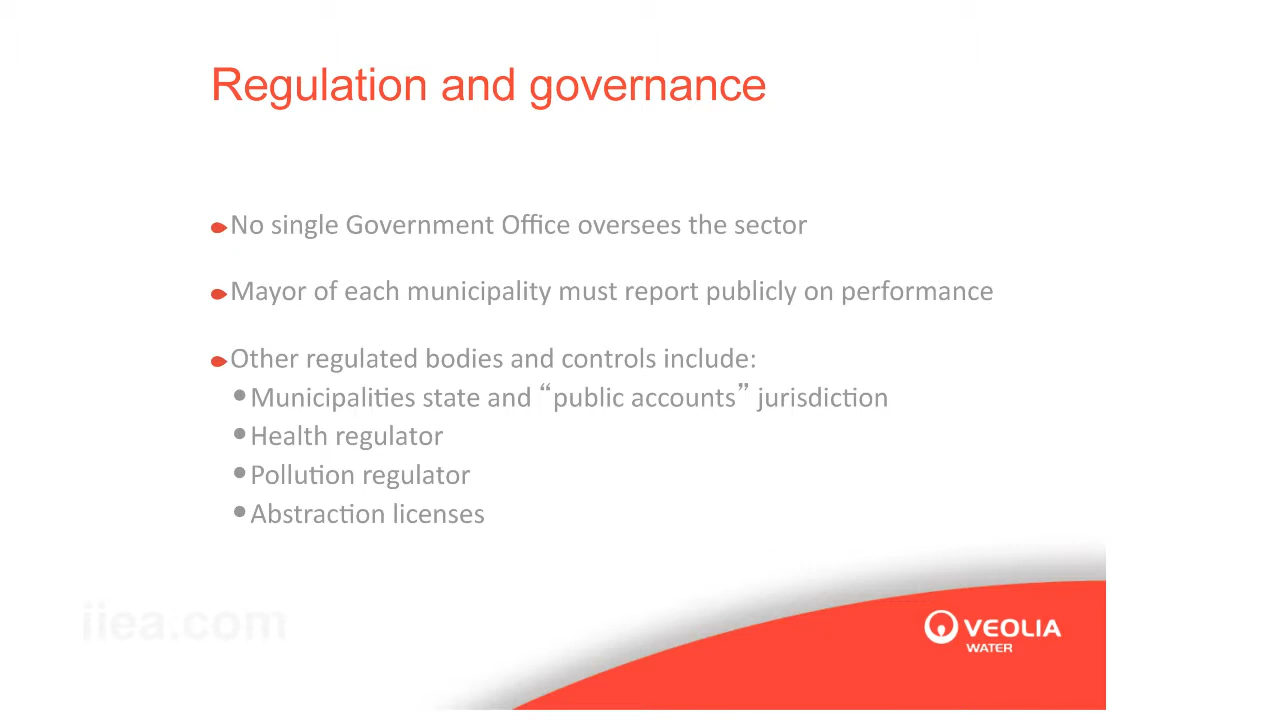 Regulation and governance
No single Government Office oversees the sector
Mayor of each municipality must report publicly on performance
Other regulated bodies and controls include:
Municipalities state and “public accounts” jurisdiction
Health regulator
Pollution regulator
Abstraction licenses
iiea.com
VEOLIA
WATER